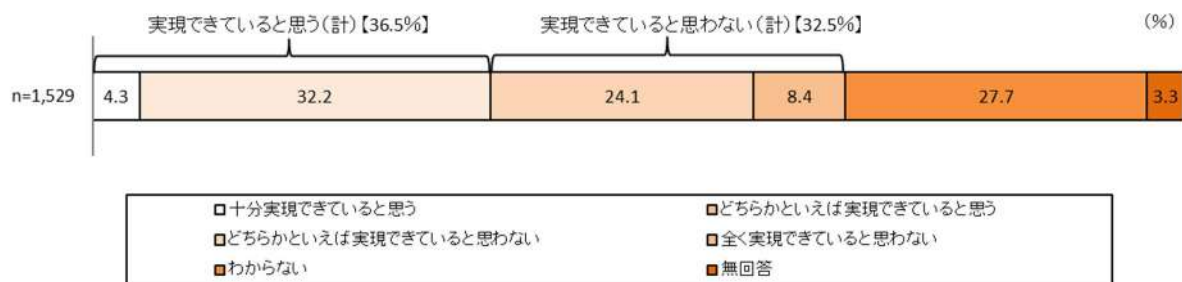 実現できていると思う(計)【36.5%】 実現できていると思わない(計)【32.5%】 (%)
n=1,529 4.3 32.2 24.1 8.4 27.7 3.3
□十分実現できていると思う □どちらかといえば実現できていると思う
□どちらかといえば実現できていると思わない □全く実現できていると思わない
■わからない ■無回答